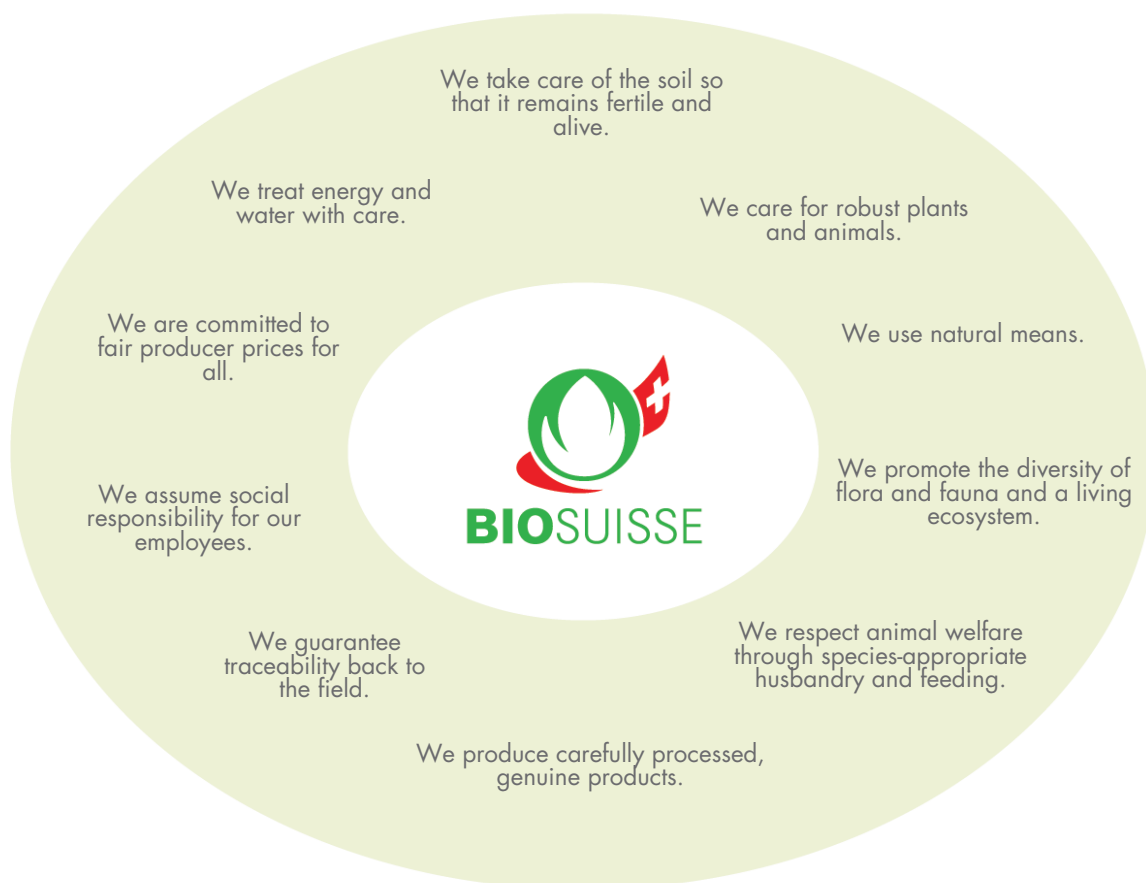 We take care of the soil so
that it remains fertile and
alive.
We care for robust plants
and animals.
We use natural means.
We promote the diversity of
flora and fauna and a living
ecosystem.
We respect animal welfare
through species-appropriate
husbandry and feeding.
We produce carefully processed,
genuine products.
We guarantee
traceability back to
the field.
We assume social
responsibility for our
employees.
We are committed to
fair producer prices for
all.
We treat energy and
water with care.
BIOSUISSE